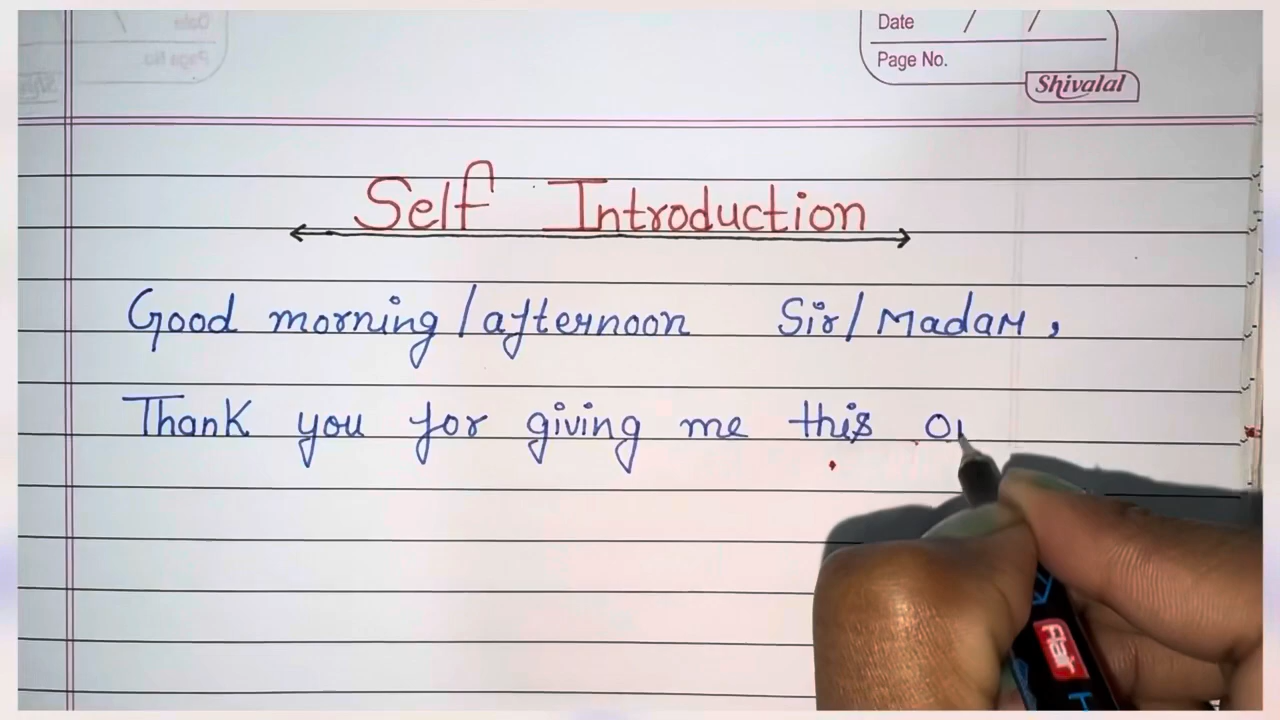 Date / /
Page No.
Shivalal
Self Introduction
Good morning/afternoon Sir/Madam,
Thank you for giving me this
Flair